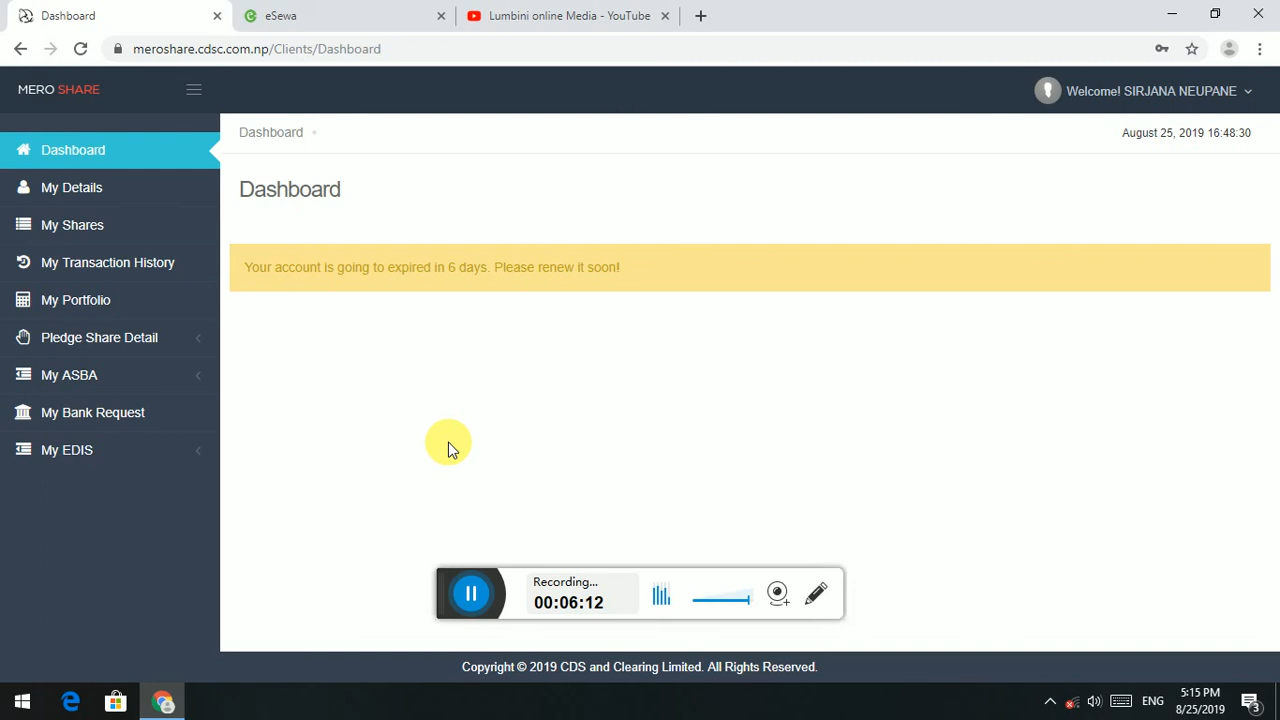 Dashboard
eSewa
Lumbini online Media - YouTube
meroshare.cdsc.com.np/Clients/Dashboard
MERO SHARE
Welcome! SIRJANA NEUPANE
Dashboard
August 25, 2019 16:48:30
Dashboard
My Details
My Shares
My Transaction History
My Portfolio
Pledge Share Detail
My ASBA
My Bank Request
My EDIS
Dashboard
Your account is going to expired in 6 days. Please renew it soon!
Recording...
00:06:12
Copyright © 2019 CDS and Clearing Limited. All Rights Reserved.
ENG
5:15 PM
8/25/2019
3